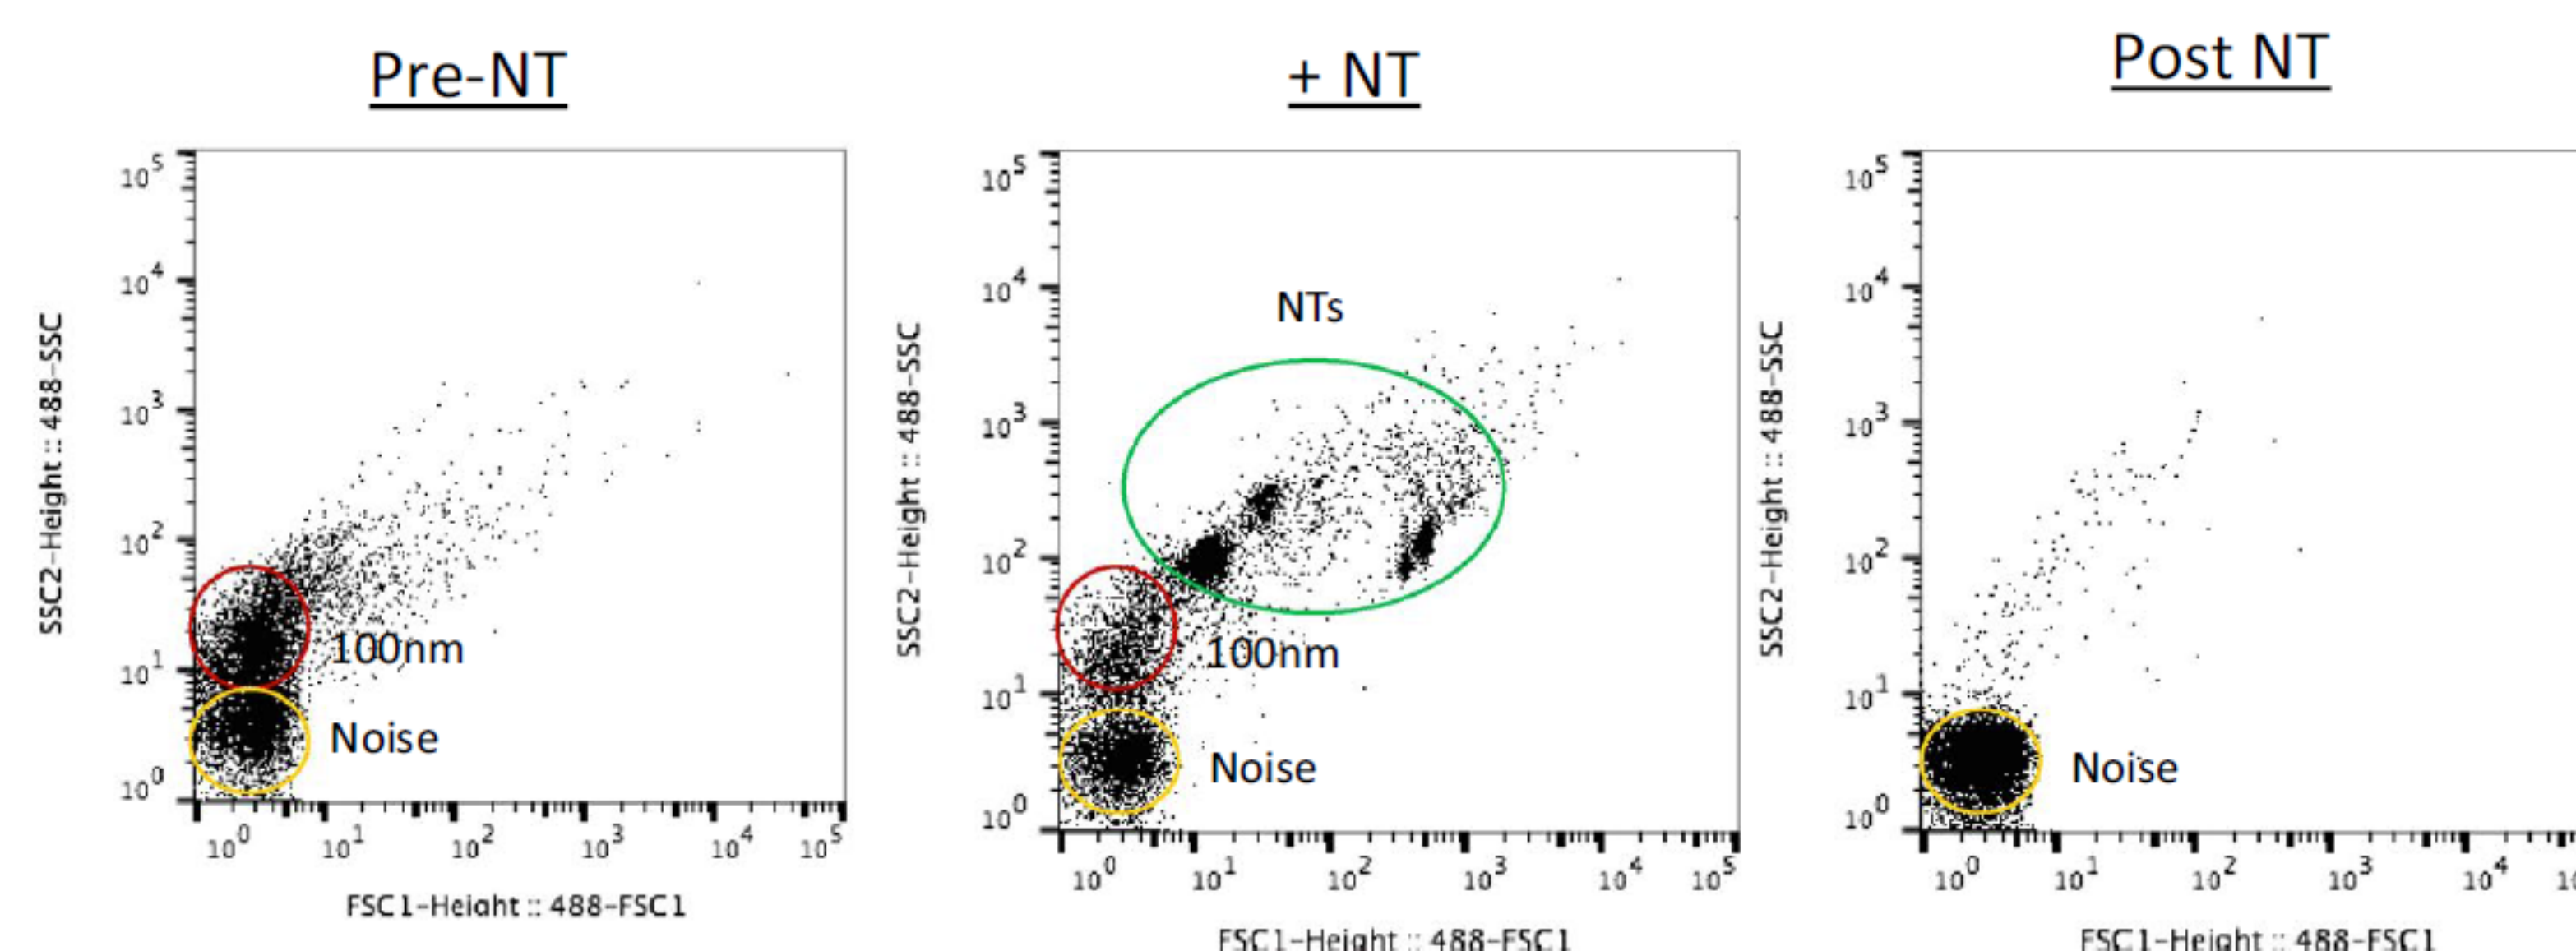 Pre-NT
10^5
10^4
10^3
10^2
10^1
10^0
SSC2-Height :: 488-SSC
100nm
Noise
10^0 10^1 10^2 10^3 10^4 10^5
FSC1-Height :: 488-FSC1
+ NT
10^5
10^4
10^3
10^2
10^1
10^0
SSC2-Height :: 488-SSC
NTs
100nm
Noise
10^0 10^1 10^2 10^3 10^4 10^5
FSC1-Height :: 488-FSC1
Post NT
10^5
10^4
10^3
10^2
10^1
10^0
SSC2-Height :: 488-SSC
Noise
10^0 10^1 10^2 10^3 10^4
FSC1-Height :: 488-FSC1